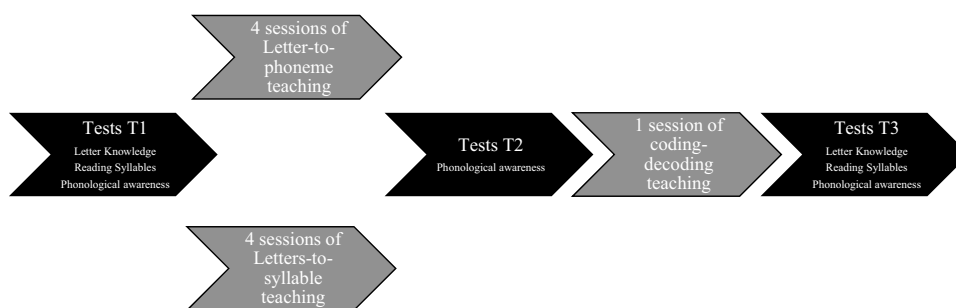 4 sessions of
Letter-to-
phoneme
teaching
Tests T1
Letter Knowledge
Reading Syllables
Phonological awareness
Tests T2
Phonological awareness
1 session of
coding-
decoding
teaching
Tests T3
Letter Knowledge
Reading Syllables
Phonological awareness
4 sessions of
Letters-to-
syllable
teaching